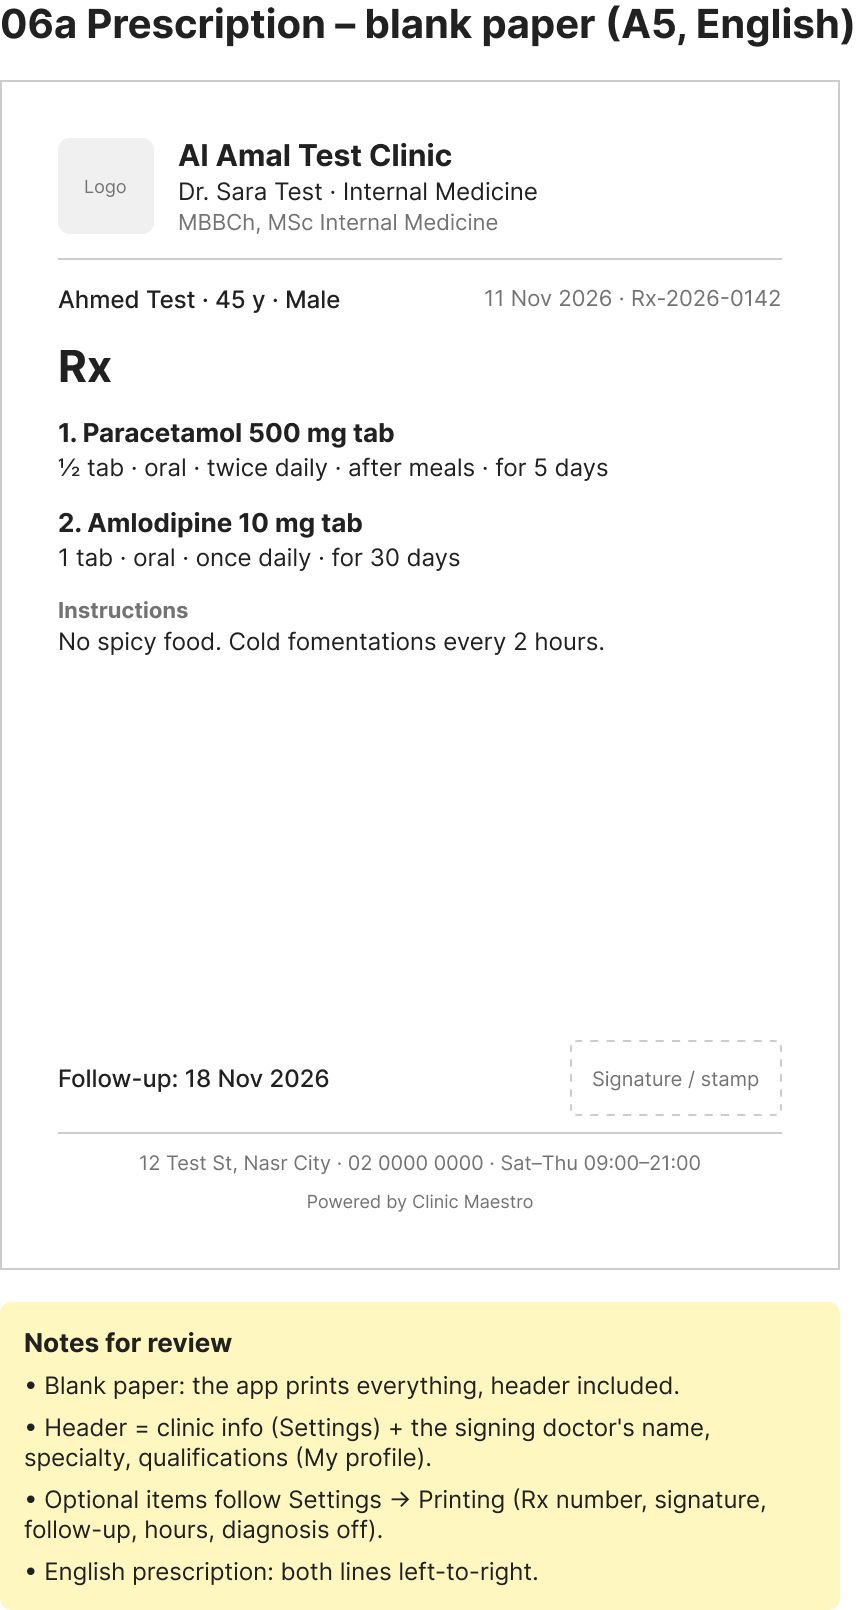 06a Prescription – blank paper (A5, English)
Logo
Al Amal Test Clinic
Dr. Sara Test · Internal Medicine
MBBCh, MSc Internal Medicine
Ahmed Test · 45 y · Male
11 Nov 2026 · Rx-2026-0142
Rx
1. Paracetamol 500 mg tab
½ tab · oral · twice daily · after meals · for 5 days
2. Amlodipine 10 mg tab
1 tab · oral · once daily · for 30 days
Instructions
No spicy food. Cold fomentations every 2 hours.
Follow-up: 18 Nov 2026
Signature / stamp
12 Test St, Nasr City · 02 0000 0000 · Sat–Thu 09:00–21:00
Powered by Clinic Maestro
Notes for review
• Blank paper: the app prints everything, header included.
• Header = clinic info (Settings) + the signing doctor's name,
specialty, qualifications (My profile).
• Optional items follow Settings → Printing (Rx number, signature,
follow-up, hours, diagnosis off).
• English prescription: both lines left-to-right.